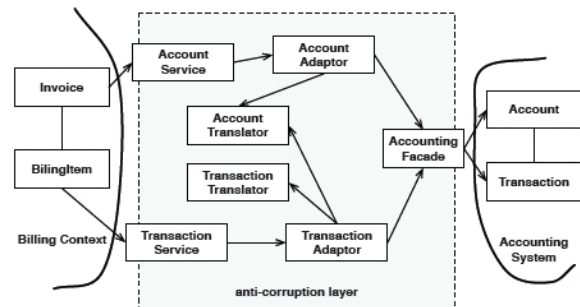 Invoice
BilingItem
Billing Context
Account
Service
Account
Adaptor
Account
Translator
Transaction
Translator
Transaction
Service
Transaction
Adaptor
Accounting
Facade
Account
Transaction
Accounting
System
anti-corruption layer